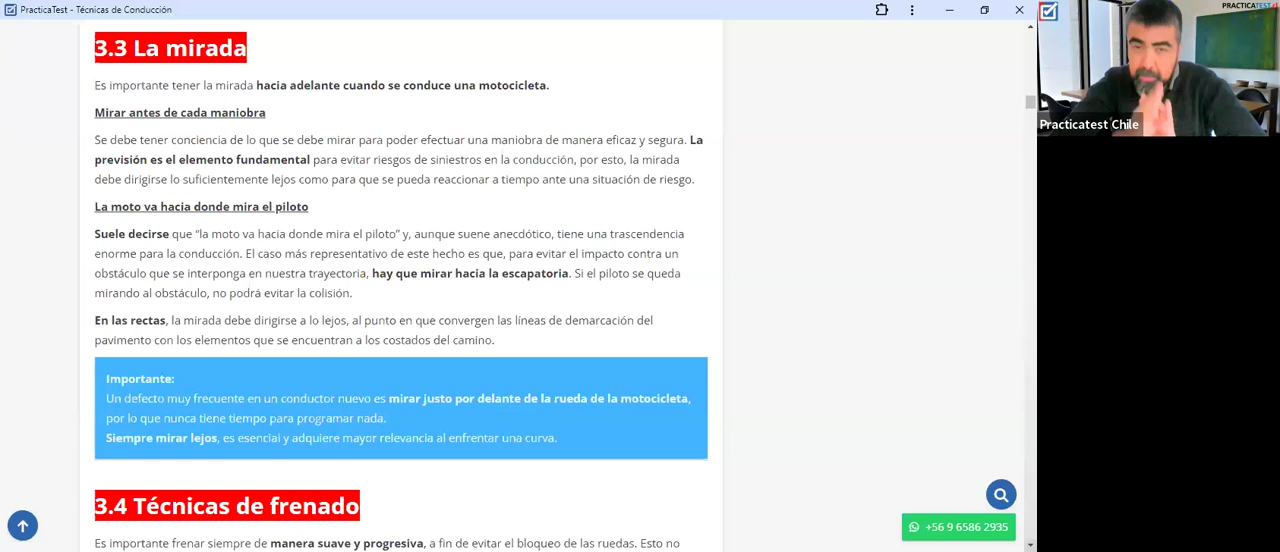 PracticaTest - Técnicas de Conducción
3.3 La mirada
Es importante tener la mirada hacia adelante cuando se conduce una motocicleta.
Mirar antes de cada maniobra
Se debe tener conciencia de lo que se debe mirar para poder efectuar una maniobra de manera eficaz y segura. La
previsión es el elemento fundamental para evitar riesgos de siniestros en la conducción, por esto, la mirada
debe dirigirse lo suficientemente lejos como para que se pueda reaccionar a tiempo ante una situación de riesgo.
La moto va hacia donde mira el piloto
Suele decirse que “la moto va hacia donde mira el piloto” y, aunque suene anecdótico, tiene una trascendencia
enorme para la conducción. El caso más representativo de este hecho es que, para evitar el impacto contra un
obstáculo que se interponga en nuestra trayectoria, hay que mirar hacia la escapatoria. Si el piloto se queda
mirando al obstáculo, no podrá evitar la colisión.
En las rectas, la mirada debe dirigirse a lo lejos, al punto en que convergen las líneas de demarcación del
pavimento con los elementos que se encuentran a los costados del camino.
Importante:
Un defecto muy frecuente en un conductor nuevo es mirar justo por delante de la rueda de la motocicleta,
por lo que nunca tiene tiempo para programar nada.
Siempre mirar lejos, es esencial y adquiere mayor relevancia al enfrentar una curva.
3.4 Técnicas de frenado
Es importante frenar siempre de manera suave y progresiva, a fin de evitar el bloqueo de las ruedas. Esto no
+56 9 6586 2935
PRACTICATEST.cl
Practicatest Chile